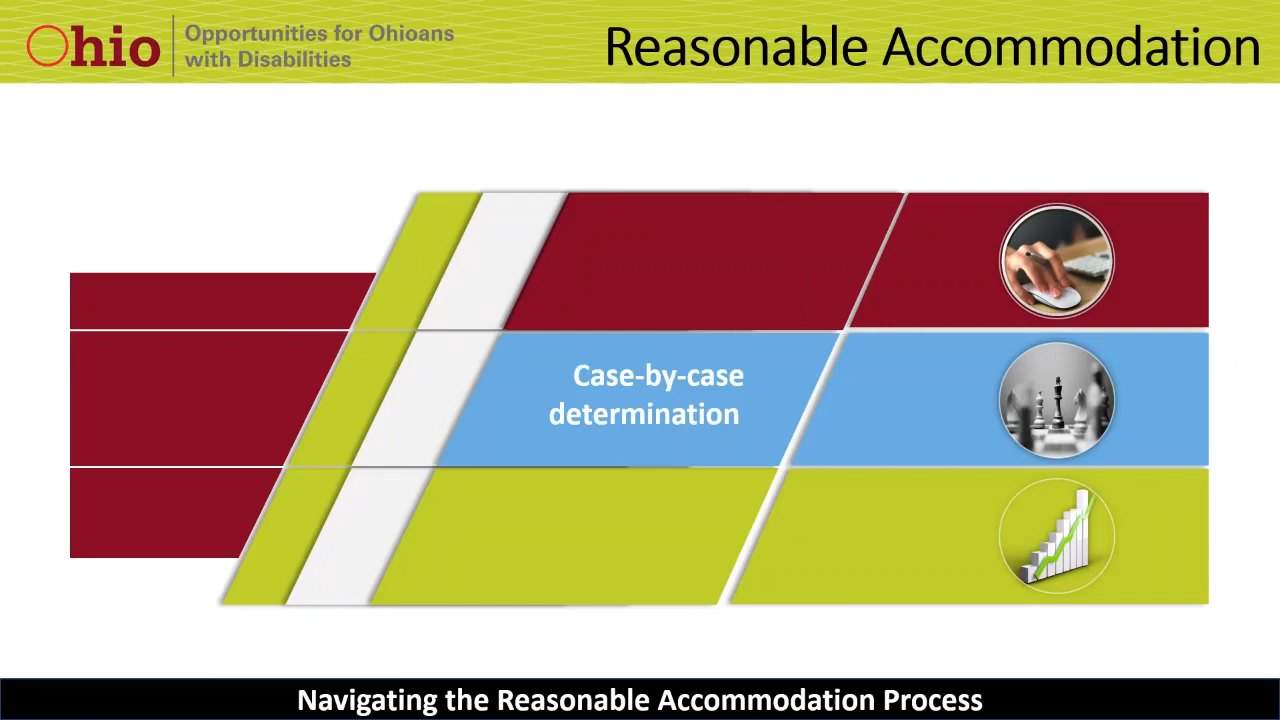 Ohio
Opportunities for Ohioans
with Disabilities
Reasonable Accommodation
Case-by-case
determination
Navigating the Reasonable Accommodation Process